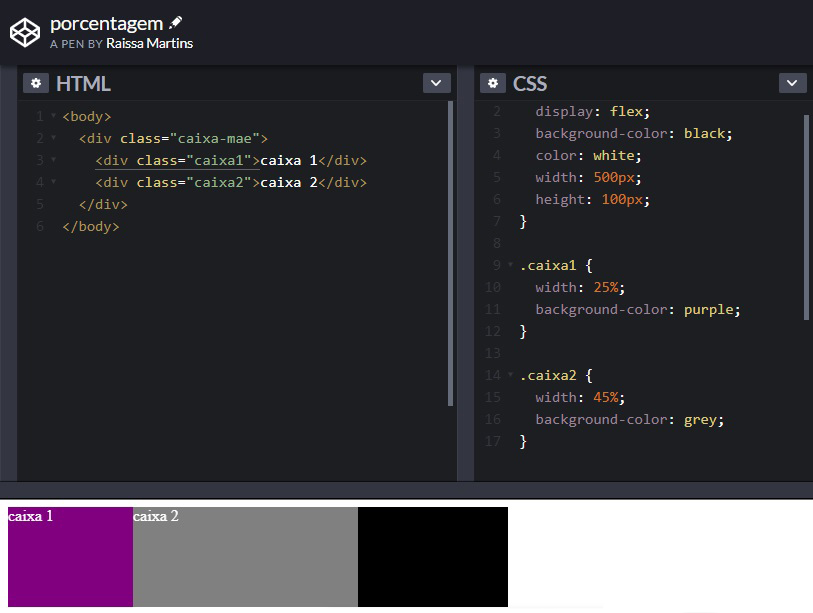 porcentagem
A PEN BY Raissa Martins
HTML
1 <body>
2 <div class="caixa-mae">
3 <div class="caixa1">caixa 1</div>
4 <div class="caixa2">caixa 2</div>
5 </div>
6 </body>
CSS
2 display: flex;
3 background-color: black;
4 color: white;
5 width: 500px;
6 height: 100px;
7 }
8
9 .caixa1 {
10 width: 25%;
11 background-color: purple;
12 }
13
14 .caixa2 {
15 width: 45%;
16 background-color: grey;
17 }
caixa 1 caixa 2